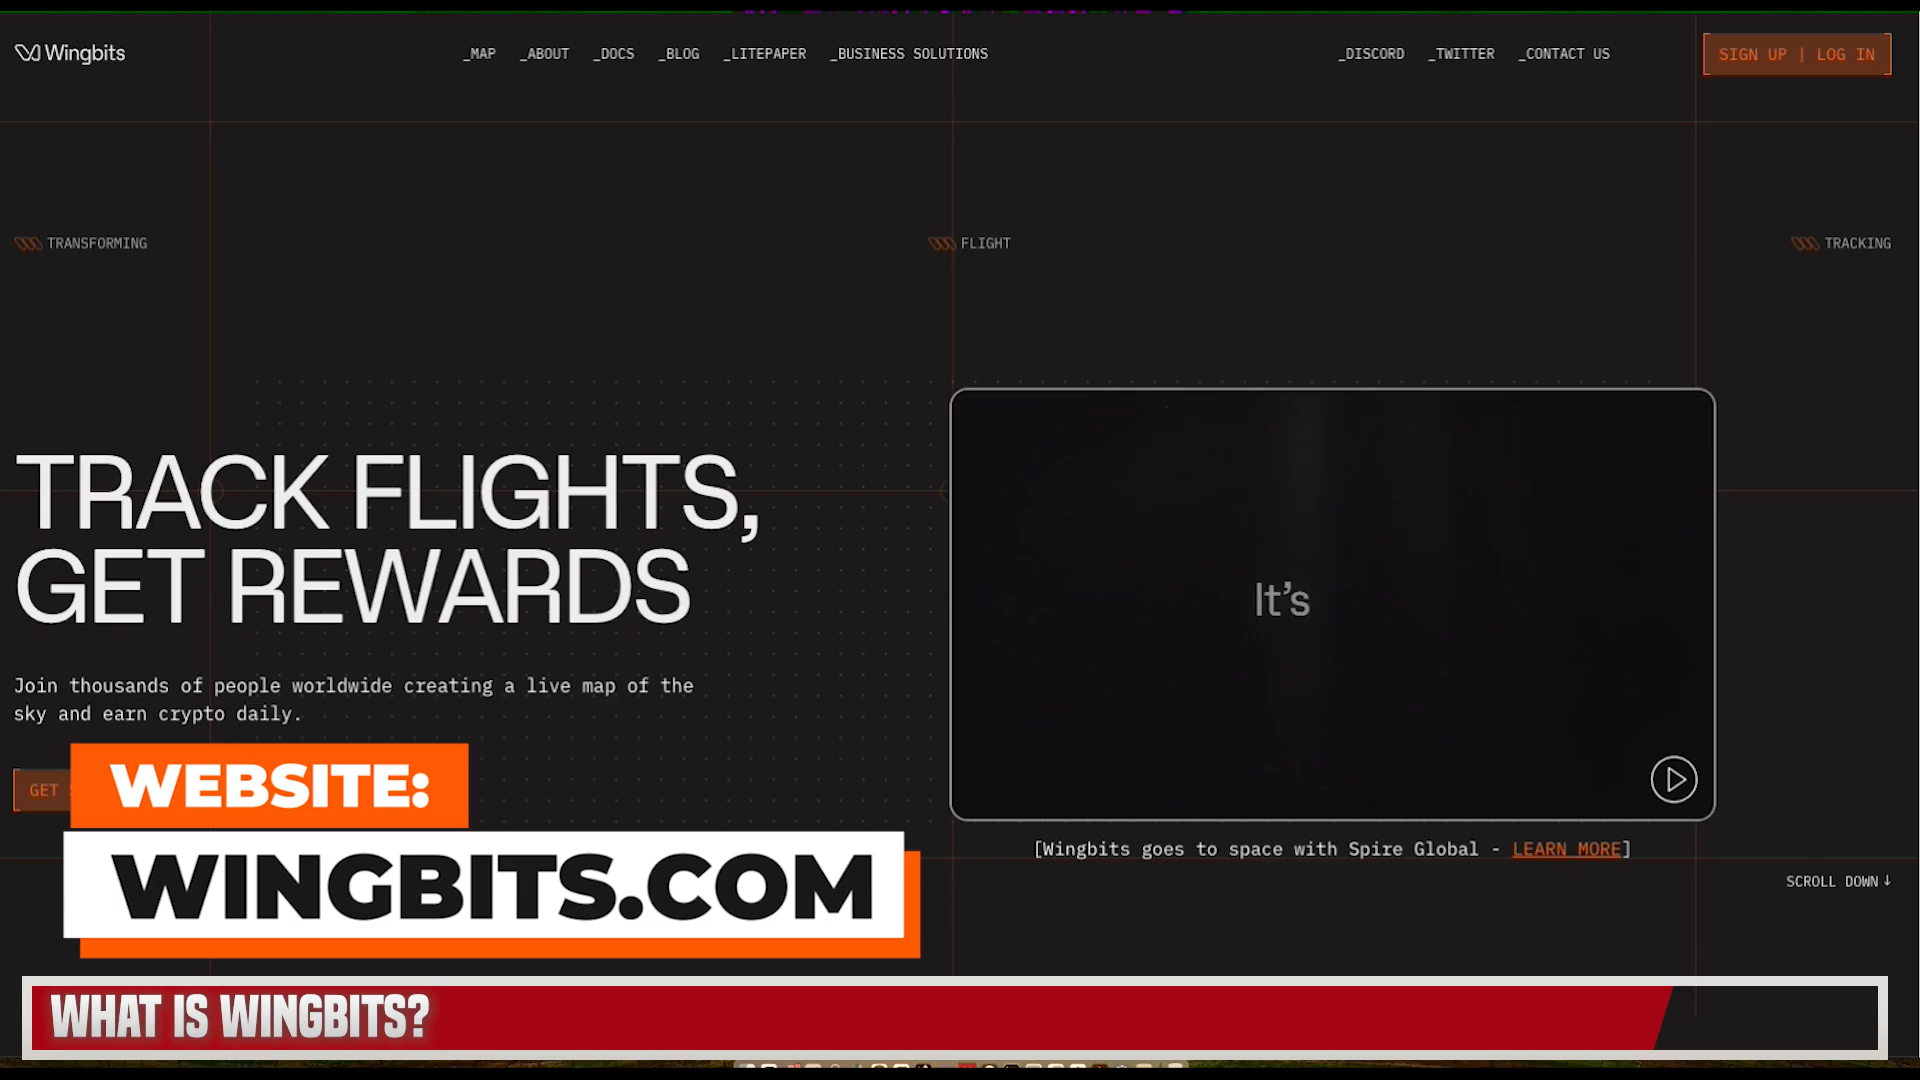 Wingbits
_MAP _ABOUT _DOCS _BLOG _LITEPAPER _BUSINESS SOLUTIONS _DISCORD _TWITTER _CONTACT US SIGN UP | LOG IN
TRANSFORMING FLIGHT TRACKING
TRACK FLIGHTS,
GET REWARDS
Join thousands of people worldwide creating a live map of the
sky and earn crypto daily.
GET
It's
[Wingbits goes to space with Spire Global - LEARN MORE]
SCROLL DOWN ↓
WEBSITE:
WINGBITS.COM
WHAT IS WINGBITS?